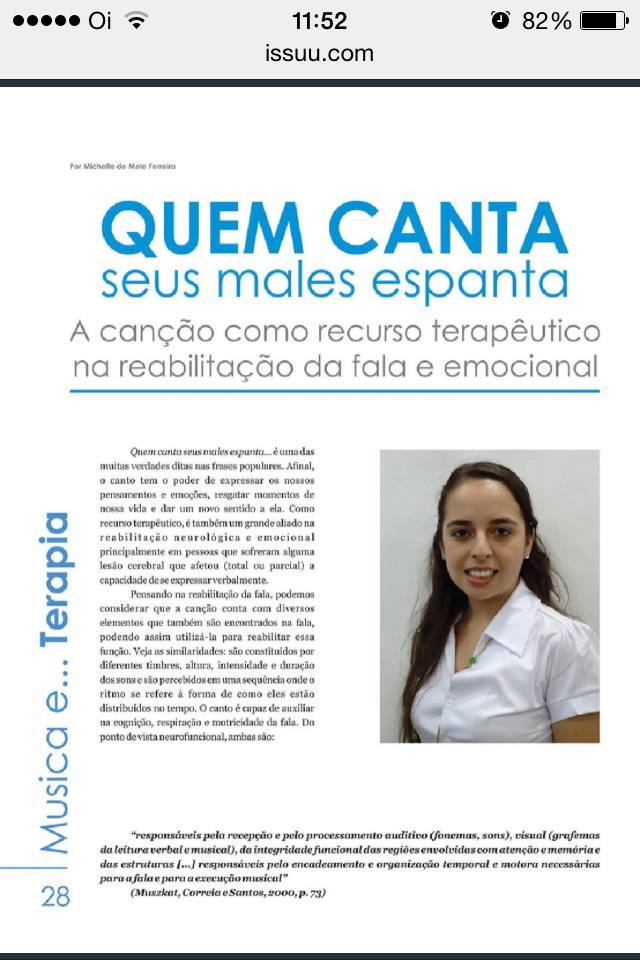 Oi 11:52 82%
issuu.com
Por Michelle de Melo Ferreira
QUEM CANTA
seus males espanta
A canção como recurso terapêutico
na reabilitação da fala e emocional
Quem canta seus males espanta... é uma das
muitas verdades ditas nas frases populares. Afinal,
o canto tem o poder de expressar os nossos
pensamentos e emoções, resgatar momentos de
nossa vida e dar um novo sentido a ela. Como
recurso terapêutico, é também um grande aliado na
reabilitação neurológica e emocional
principalmente em pessoas que sofreram alguma
lesão cerebral que afetou (total ou parcial) a
capacidade de se expressar verbalmente.
Pensando na reabilitação da fala, podemos
considerar que a canção conta com diversos
elementos que também são encontrados na fala,
podendo assim utilizá-la para reabilitar essa
função. Veja as similaridades: são constituídos por
diferentes timbres, altura, intensidade e duração
dos sons e são percebidos em uma sequência onde o
ritmo se refere à forma de como eles estão
distribuídos no tempo. O canto é capaz de auxiliar
na cognição, respiração e motricidade da fala. Do
ponto de vista neurofuncional, ambas são:
"responsáveis pela recepção e pelo processamento auditivo (fonemas, sons), visual (grafemas
da leitura verbal e musical), da integridade funcional das regiões envolvidas com atenção e memória e
das estruturas [...] responsáveis pelo encadeamento e organização temporal e motora necessárias
para a fala e para a execução musical"
(Muszkat, Correia e Santos, 2000, p. 73)
Musica e... Terapia
28